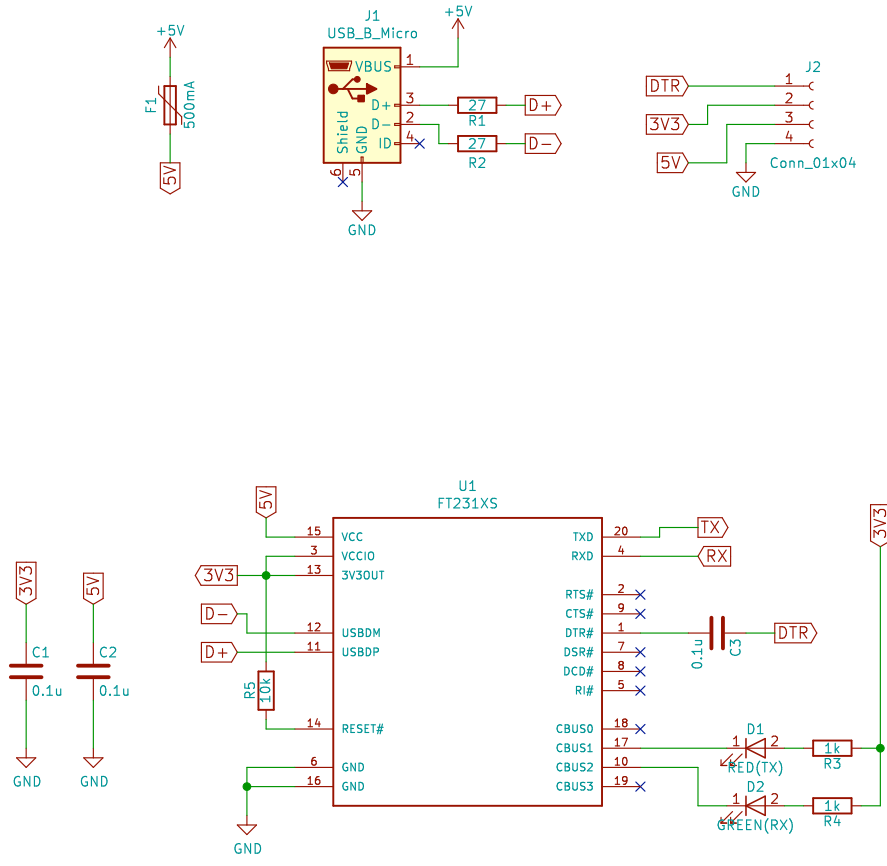 +5V
F1
500mA
5V
J1
USB_B_Micro
+5V
VBUS 1
D+ 3
D- 2
ID 4
Shield
GND
6
5
GND
27
R1
D+
27
R2
D-
J2
DTR 1
2
3V3 3
5V 4
Conn_01x04
GND
U1
FT231XS
5V
15 VCC
3 VCCIO
3V3 13 3V3OUT
D- 12 USBDM
D+ 11 USBDP
R5
10k
14 RESET#
6 GND
16 GND
GND
TXD 20 TX
RXD 4 RX
RTS# 2
CTS# 9
DTR# 1
DSR# 7
DCD# 8
RI# 5
CBUS0 18
CBUS1 17
CBUS2 10
CBUS3 19
0.1u
C3
DTR
3V3
D1
1 2
RED(TX)
1k
R3
D2
1 2
GREEN(RX)
1k
R4
3V3
C1
0.1u
GND
5V
C2
0.1u
GND